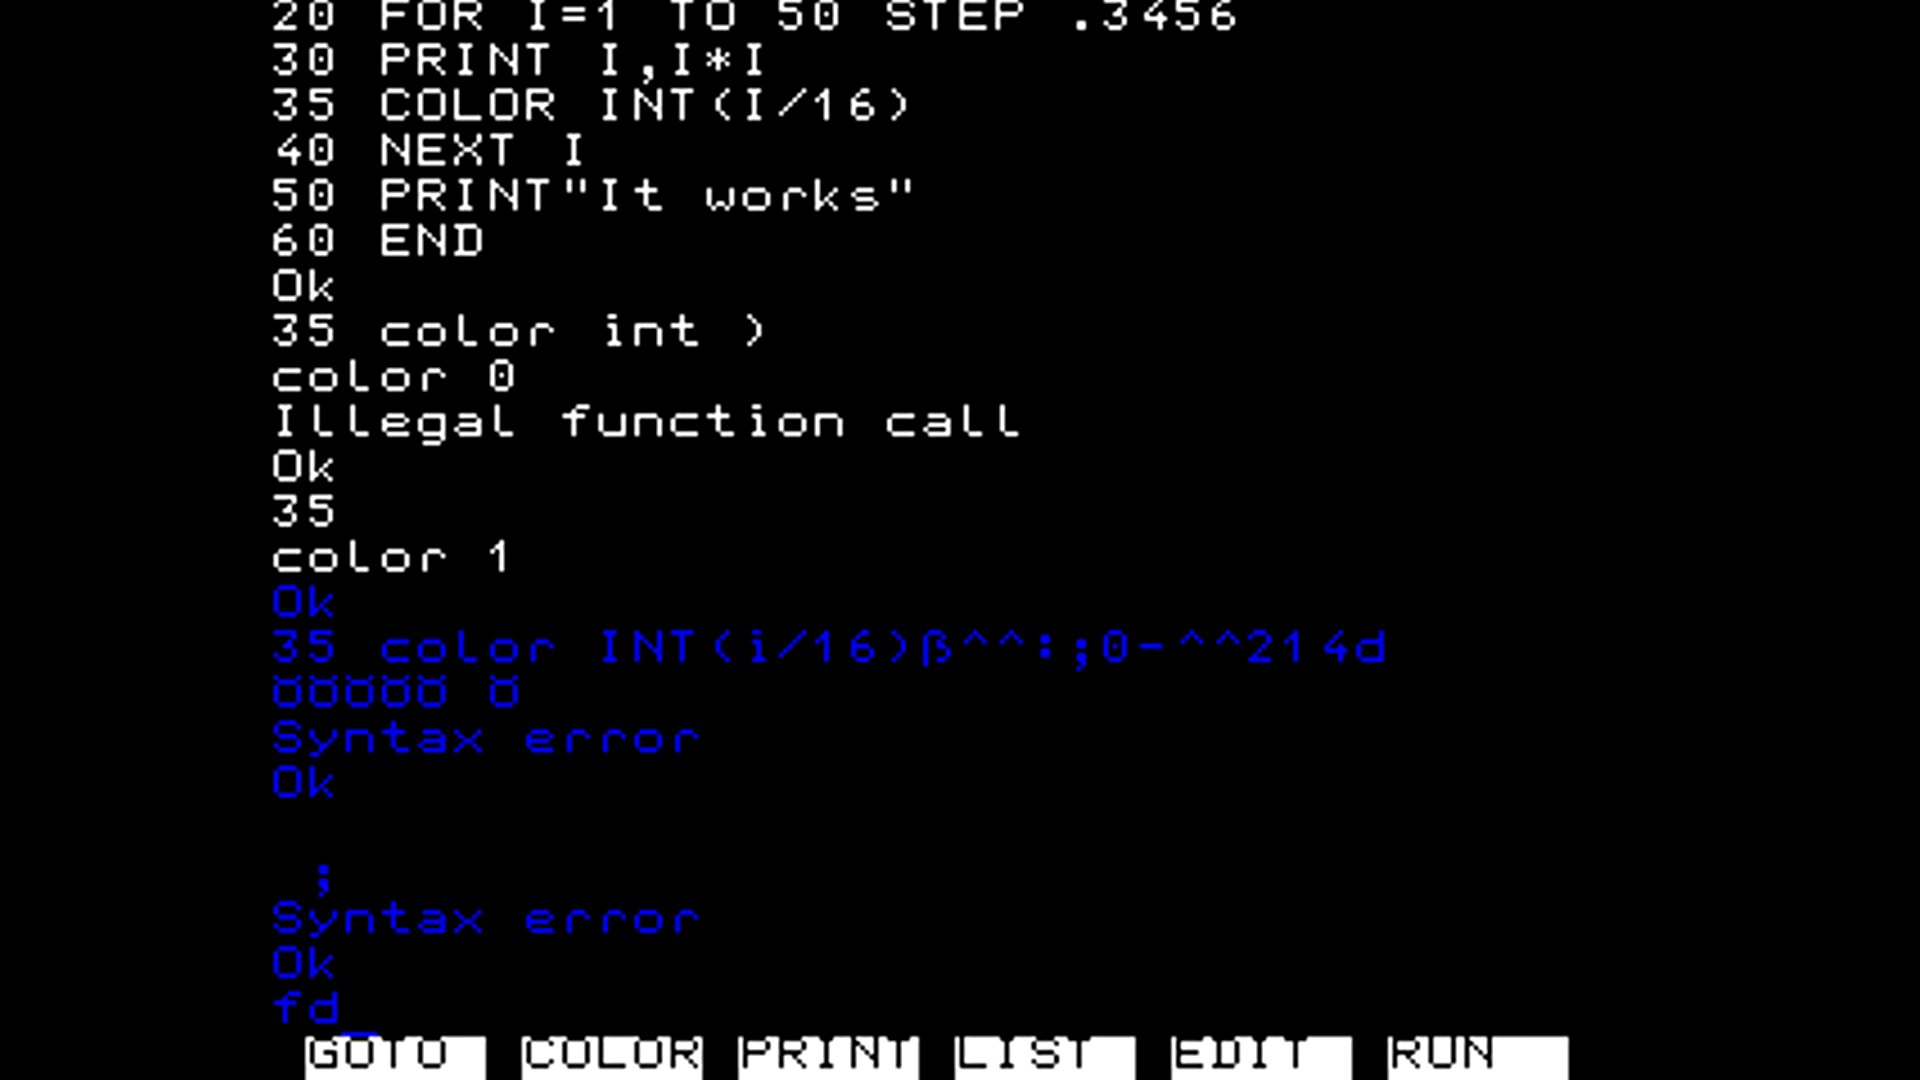 20 FOR I=1 TO 50 STEP .3456
30 PRINT I,I*I
35 COLOR INT(I/16)
40 NEXT I
50 PRINT"It works"
60 END
Ok
35 color int )
color 0
Illegal function call
Ok
35
color 1
Ok
35 color INT(i/16)β^^:;0-^^214d
ööööö ö
Syntax error
Ok
;
Syntax error
Ok
fd_
GOTO COLOR PRINT LIST EDIT RUN